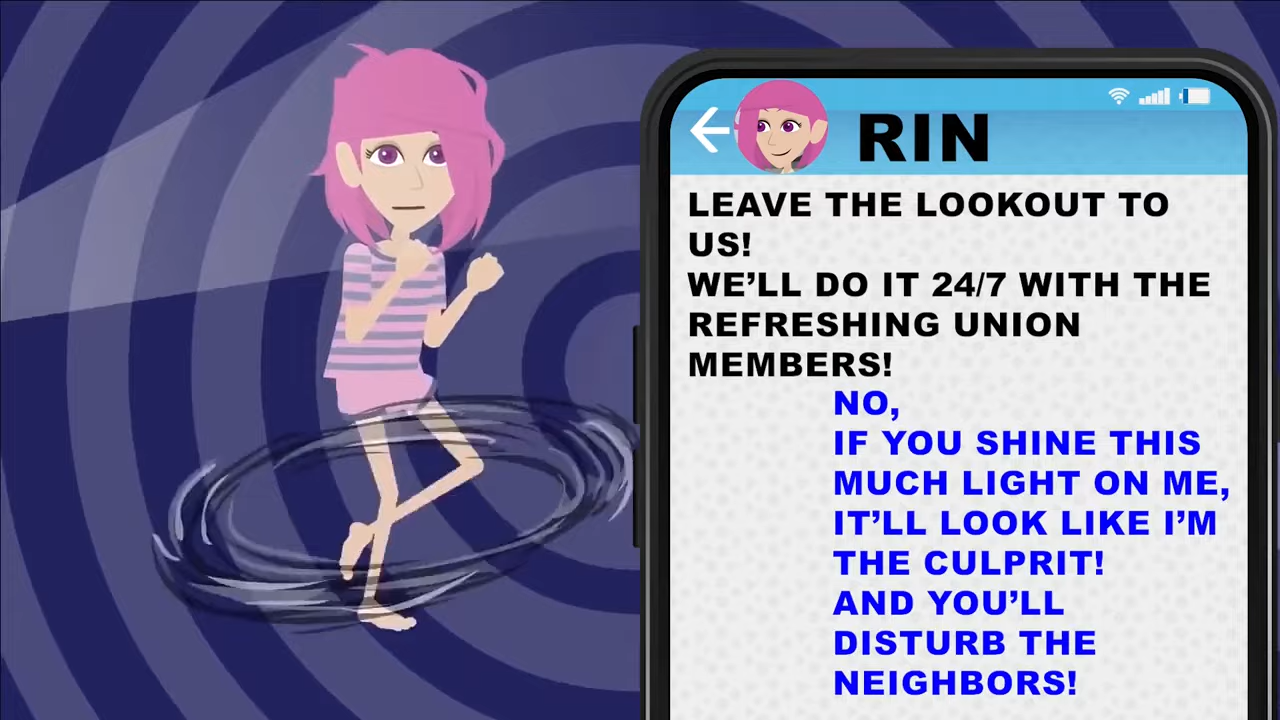 RIN
LEAVE THE LOOKOUT TO
US!
WE’LL DO IT 24/7 WITH THE
REFRESHING UNION
MEMBERS!
NO,
IF YOU SHINE THIS
MUCH LIGHT ON ME,
IT’LL LOOK LIKE I’M
THE CULPRIT!
AND YOU’LL
DISTURB THE
NEIGHBORS!